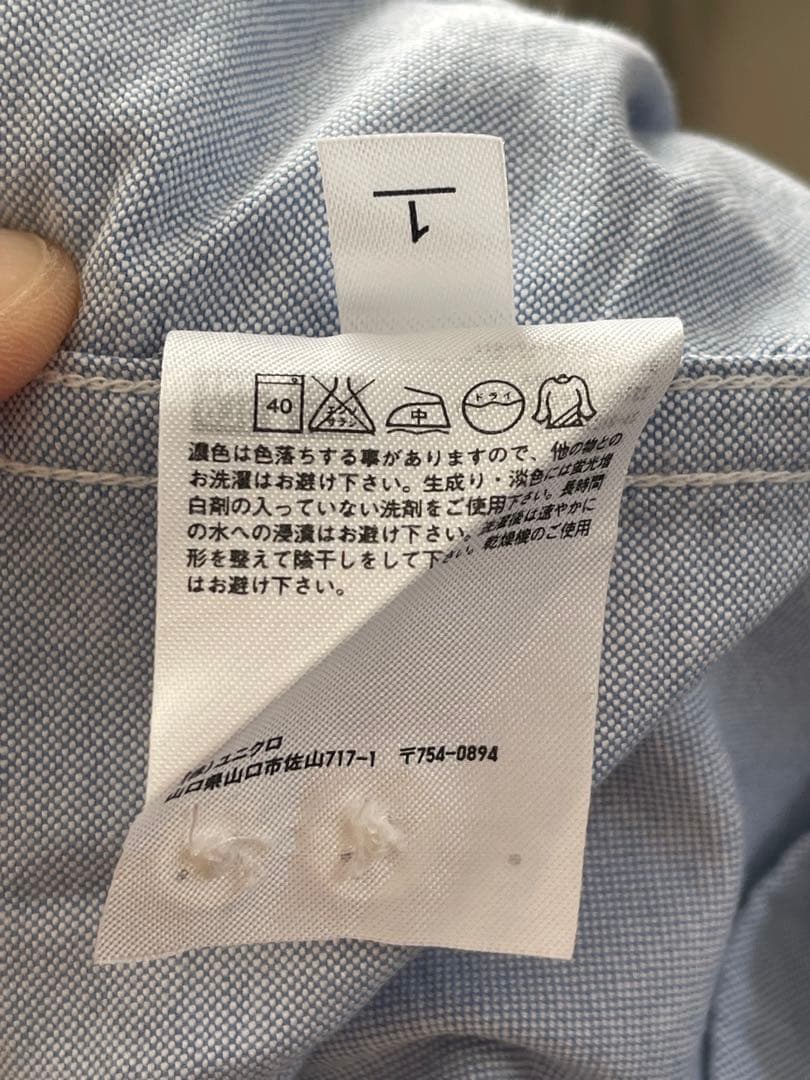 1
40
エンソ
サラシ
中
ドライ
濃色は色落ちする事がありますので、他の物との
お洗濯はお避け下さい。生成り・淡色には蛍光増
白剤の入っていない洗剤をご使用下さい。長時間
の水への浸漬はお避け下さい。洗濯後は速やかに
形を整えて陰干しをして下さい。乾燥機のご使用
はお避け下さい。
(株)ユニクロ
山口県山口市佐山717-1 〒754-0894